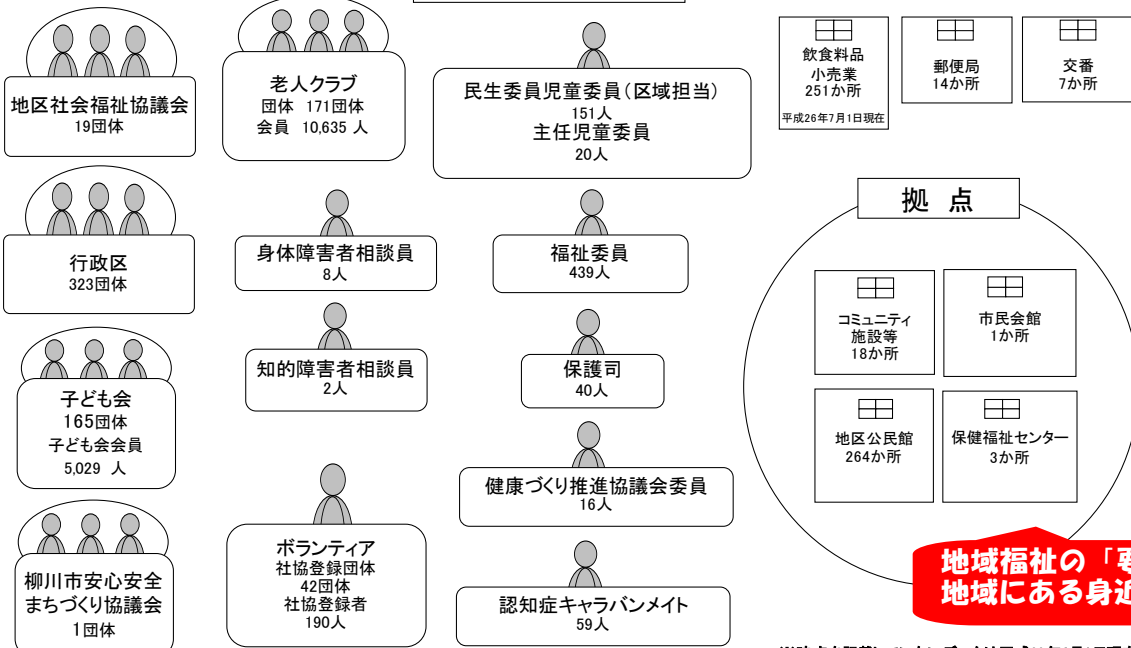 地区社会福祉協議会
19団体
老人クラブ
団体 171団体
会員 10,635 人
民生委員児童委員(区域担当)
151人
主任児童委員
20人
飲食料品
小売業
251か所
平成26年7月1日現在
郵便局
14か所
交番
7か所
行政区
323団体
身体障害者相談員
8人
福祉委員
439人
拠 点
コミュニティ
施設等
18か所
市民会館
1か所
子ども会
165団体
子ども会会員
5,029 人
知的障害者相談員
2人
保護司
40人
地区公民館
264か所
保健福祉センター
3か所
健康づくり推進協議会委員
16人
柳川市安心安全
まちづくり協議会
1団体
ボランティア
社協登録団体
42団体
社協登録者
190人
認知症キャラバンメイト
59人
地域福祉の「要
地域にある身近